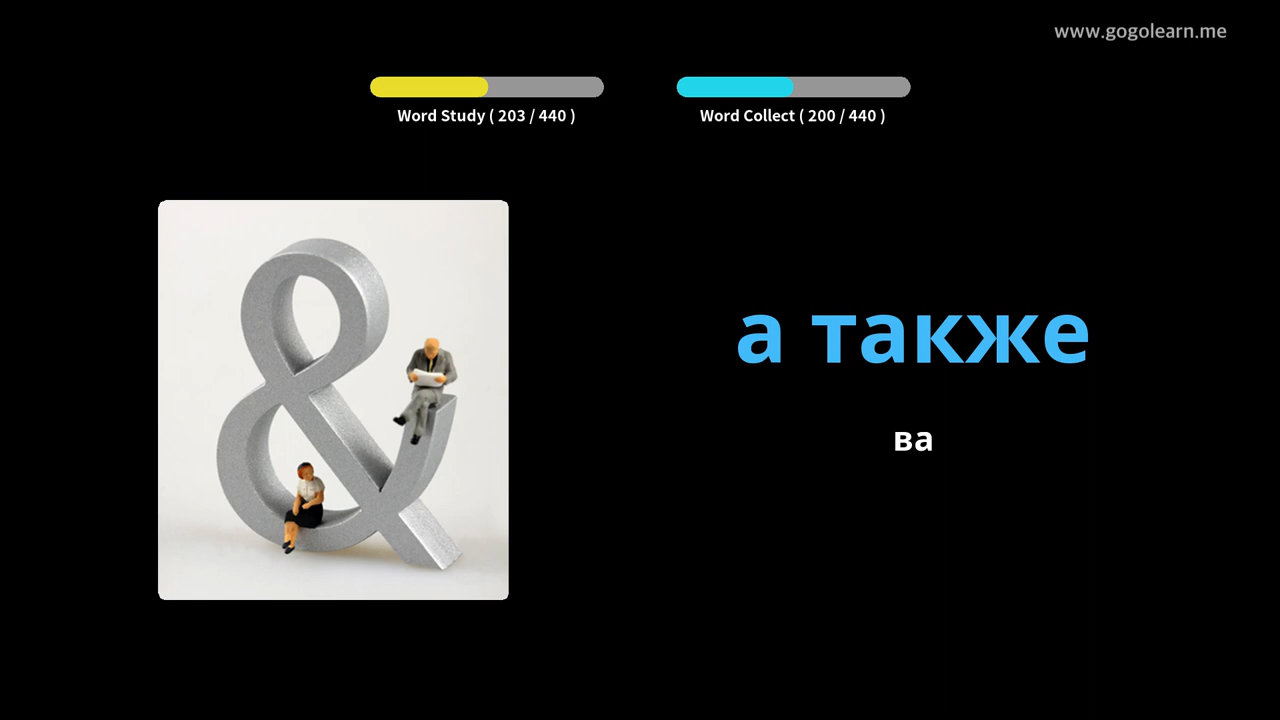 www.gogolearn.me
Word Study ( 203 / 440 )
Word Collect ( 200 / 440 )
&
а также
ва